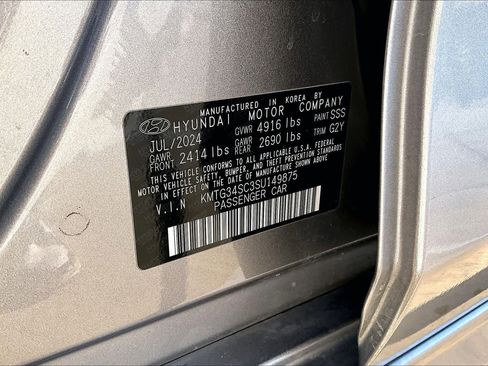 MANUFACTURED IN KOREA BY
HYUNDAI MOTOR COMPANY
JUL/2024 GVWR 4916 lbs PAINT SSS
GAWR FRONT 2414 lbs GAWR REAR 2690 lbs TRIM G2Y
THIS VEHICLE CONFORMS TO ALL APPLICABLE U.S.A. FEDERAL
MOTOR VEHICLE SAFETY, BUMPER, AND THEFT PREVENTION STANDARDS
IN EFFECT ON THE DATE OF MANUFACTURE SHOWN ABOVE.
V.I.N KMTG34SC3SU149875
PASSENGER CAR